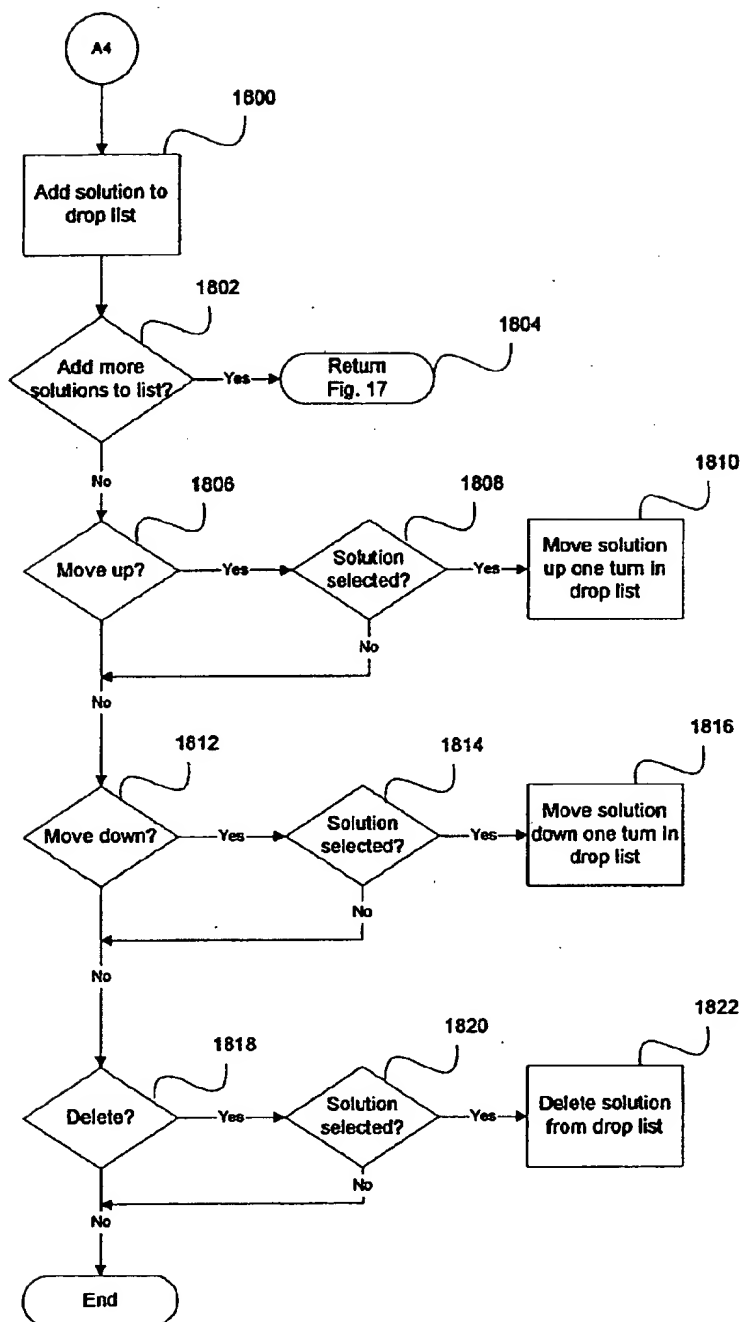 A4
1800
Add solution to
drop list
1802
Add more
solutions to list?
Yes
Return
Fig. 17
1804
No
1806
Move up?
Yes
1808
Solution
selected?
Yes
1810
Move solution
up one turn in
drop list
No
No
1812
Move down?
Yes
1814
Solution
selected?
Yes
1816
Move solution
down one turn in
drop list
No
No
1818
Delete?
Yes
1820
Solution
selected?
Yes
1822
Delete solution
from drop list
No
No
End